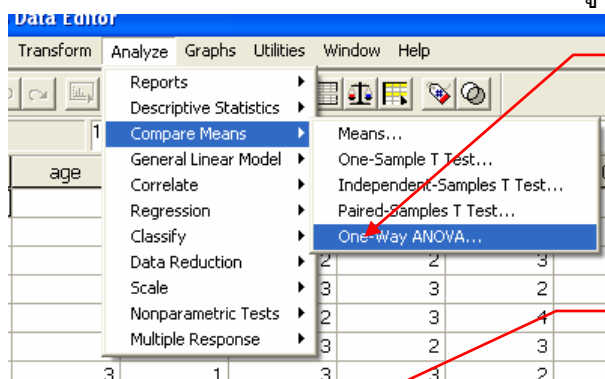 Data Editor
Transform Analyze Graphs Utilities Window Help
Reports
Descriptive Statistics
1
Compare Means
Means...
age
General Linear Model
One-Sample T Test...
Correlate
Independent-Samples T Test...
Regression
Paired-Samples T Test...
Classify
One-Way ANOVA...
Data Reduction 2 2 3
Scale 3 3 2
Nonparametric Tests 2 3 4
Multiple Response 3 2 3
3 1 3 3 2